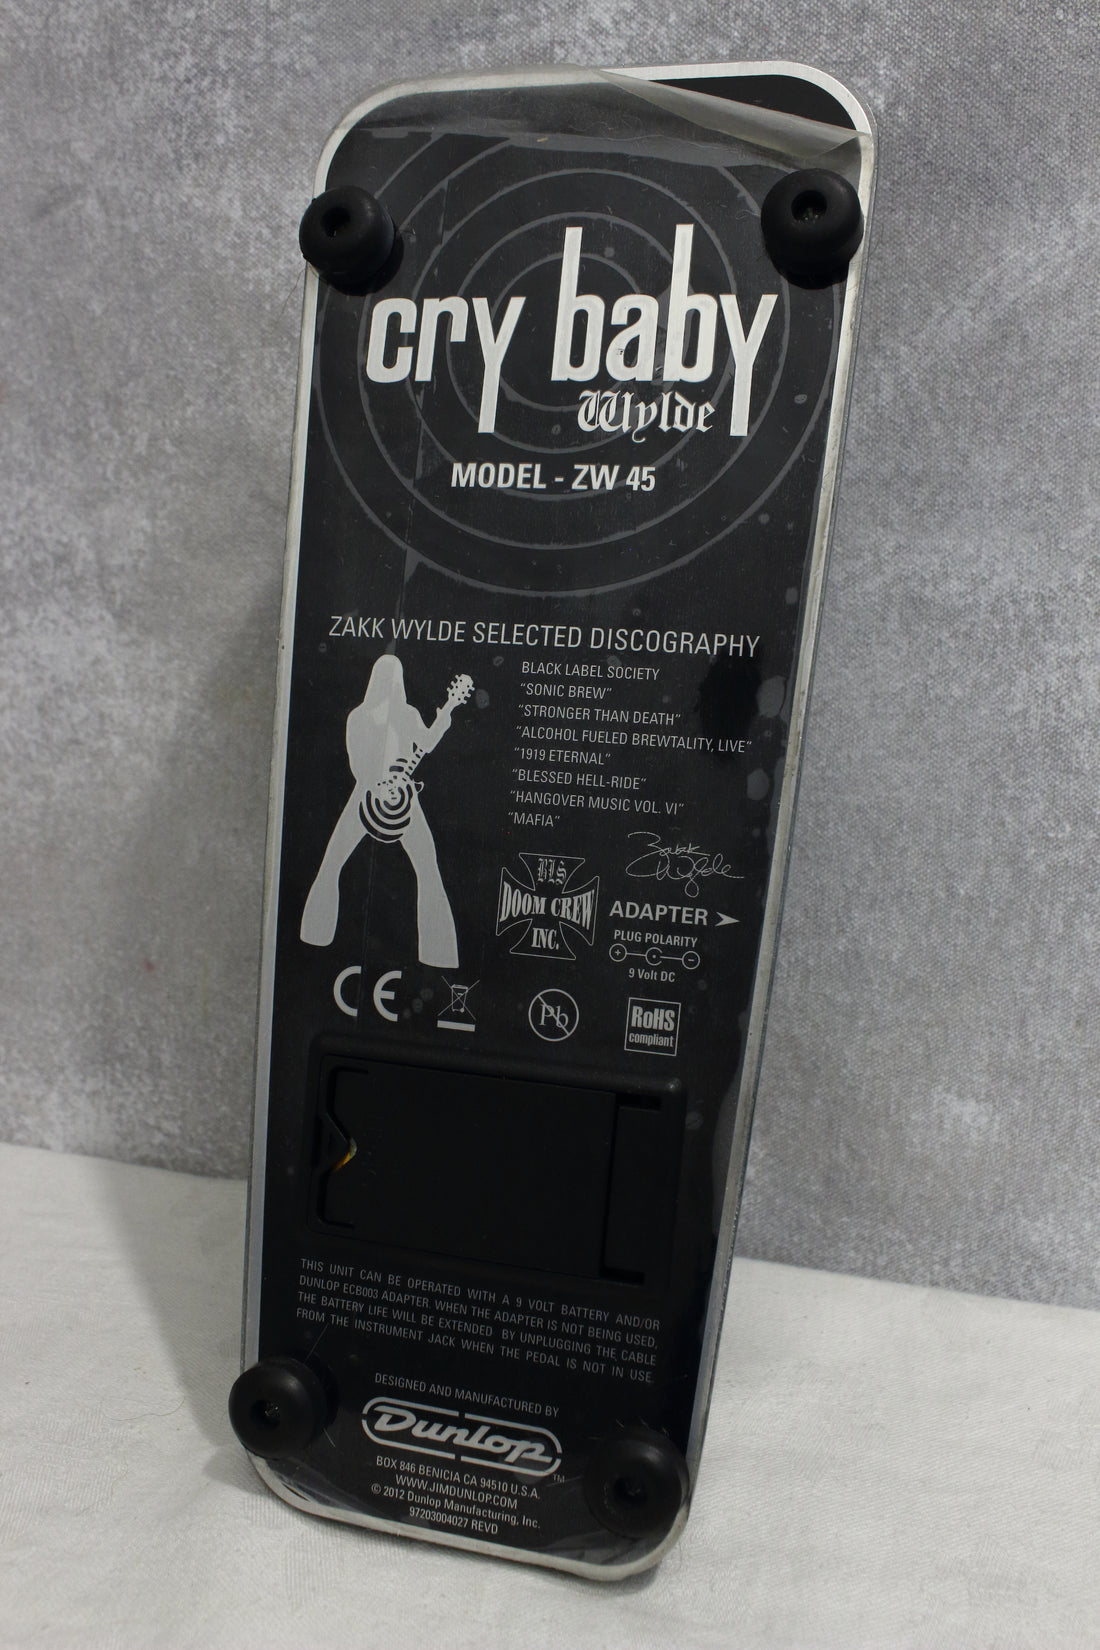 cry baby
Wylde
MODEL - ZW 45
ZAKK WYLDE SELECTED DISCOGRAPHY
BLACK LABEL SOCIETY
"SONIC BREW"
"STRONGER THAN DEATH"
"ALCOHOL FUELED BREWTALITY, LIVE"
"1919 ETERNAL"
"BLESSED HELL-RIDE"
"HANGOVER MUSIC VOL. VI"
"MAFIA"
Zakk
Wylde
BLS
DOOM CREW
INC.
ADAPTER
PLUG POLARITY
+ C -
9 Volt DC
CE
Pb
RoHS
compliant
THIS UNIT CAN BE OPERATED WITH A 9 VOLT BATTERY AND/OR
DUNLOP ECB003 ADAPTER. WHEN THE ADAPTER IS NOT BEING USED,
THE BATTERY LIFE WILL BE EXTENDED BY UNPLUGGING THE CABLE
FROM THE INSTRUMENT JACK WHEN THE PEDAL IS NOT IN USE.
DESIGNED AND MANUFACTURED BY
Dunlop TM
BOX 846 BENICIA CA 94510 U.S.A.
WWW.JIMDUNLOP.COM
© 2012 Dunlop Manufacturing, Inc.
97203004027 REVD